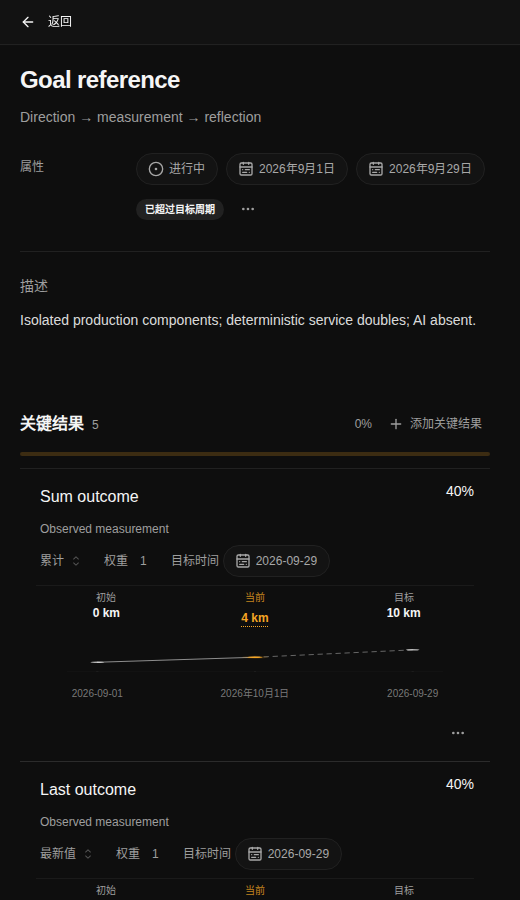 返回
Goal reference
Direction → measurement → reflection
属性
进行中
2026年9月1日
2026年9月29日
已超过目标周期
描述
Isolated production components; deterministic service doubles; AI absent.
关键结果 5
0%
添加关键结果
Sum outcome
40%
Observed measurement
累计
权重 1
目标时间
2026-09-29
初始
当前
目标
0 km
4 km
10 km
2026-09-01
2026年10月1日
2026-09-29
Last outcome
40%
Observed measurement
最新值
权重 1
目标时间
2026-09-29
初始
当前
目标